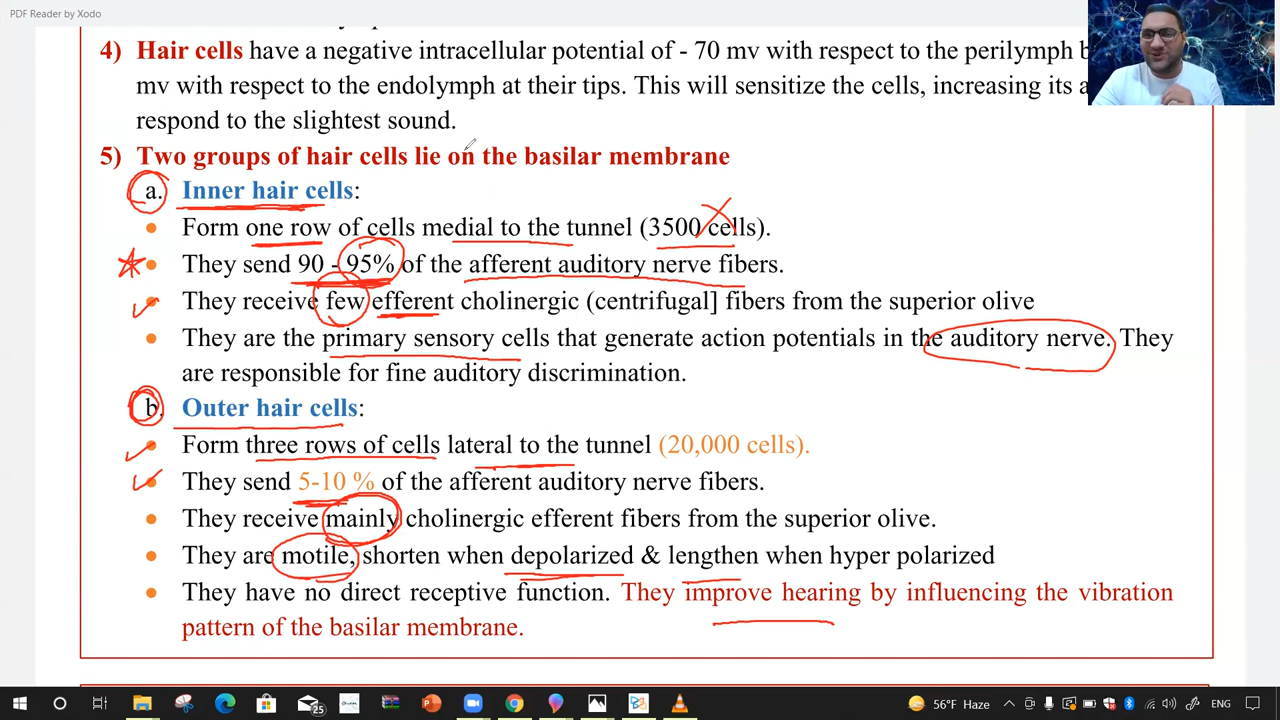 PDF Reader by Xodo
4) Hair cells have a negative intracellular potential of - 70 mv with respect to the perilymph
mv with respect to the endolymph at their tips. This will sensitize the cells, increasing its
respond to the slightest sound.
5) Two groups of hair cells lie on the basilar membrane
a. Inner hair cells:
• Form one row of cells medial to the tunnel (3500 cells).
• They send 90 - 95% of the afferent auditory nerve fibers.
• They receive few efferent cholinergic (centrifugal] fibers from the superior olive
• They are the primary sensory cells that generate action potentials in the auditory nerve. They
are responsible for fine auditory discrimination.
b. Outer hair cells:
• Form three rows of cells lateral to the tunnel (20,000 cells).
• They send 5-10 % of the afferent auditory nerve fibers.
• They receive mainly cholinergic efferent fibers from the superior olive.
• They are motile, shorten when depolarized & lengthen when hyper polarized
• They have no direct receptive function. They improve hearing by influencing the vibration
pattern of the basilar membrane.
25
56°F Haze
ENG